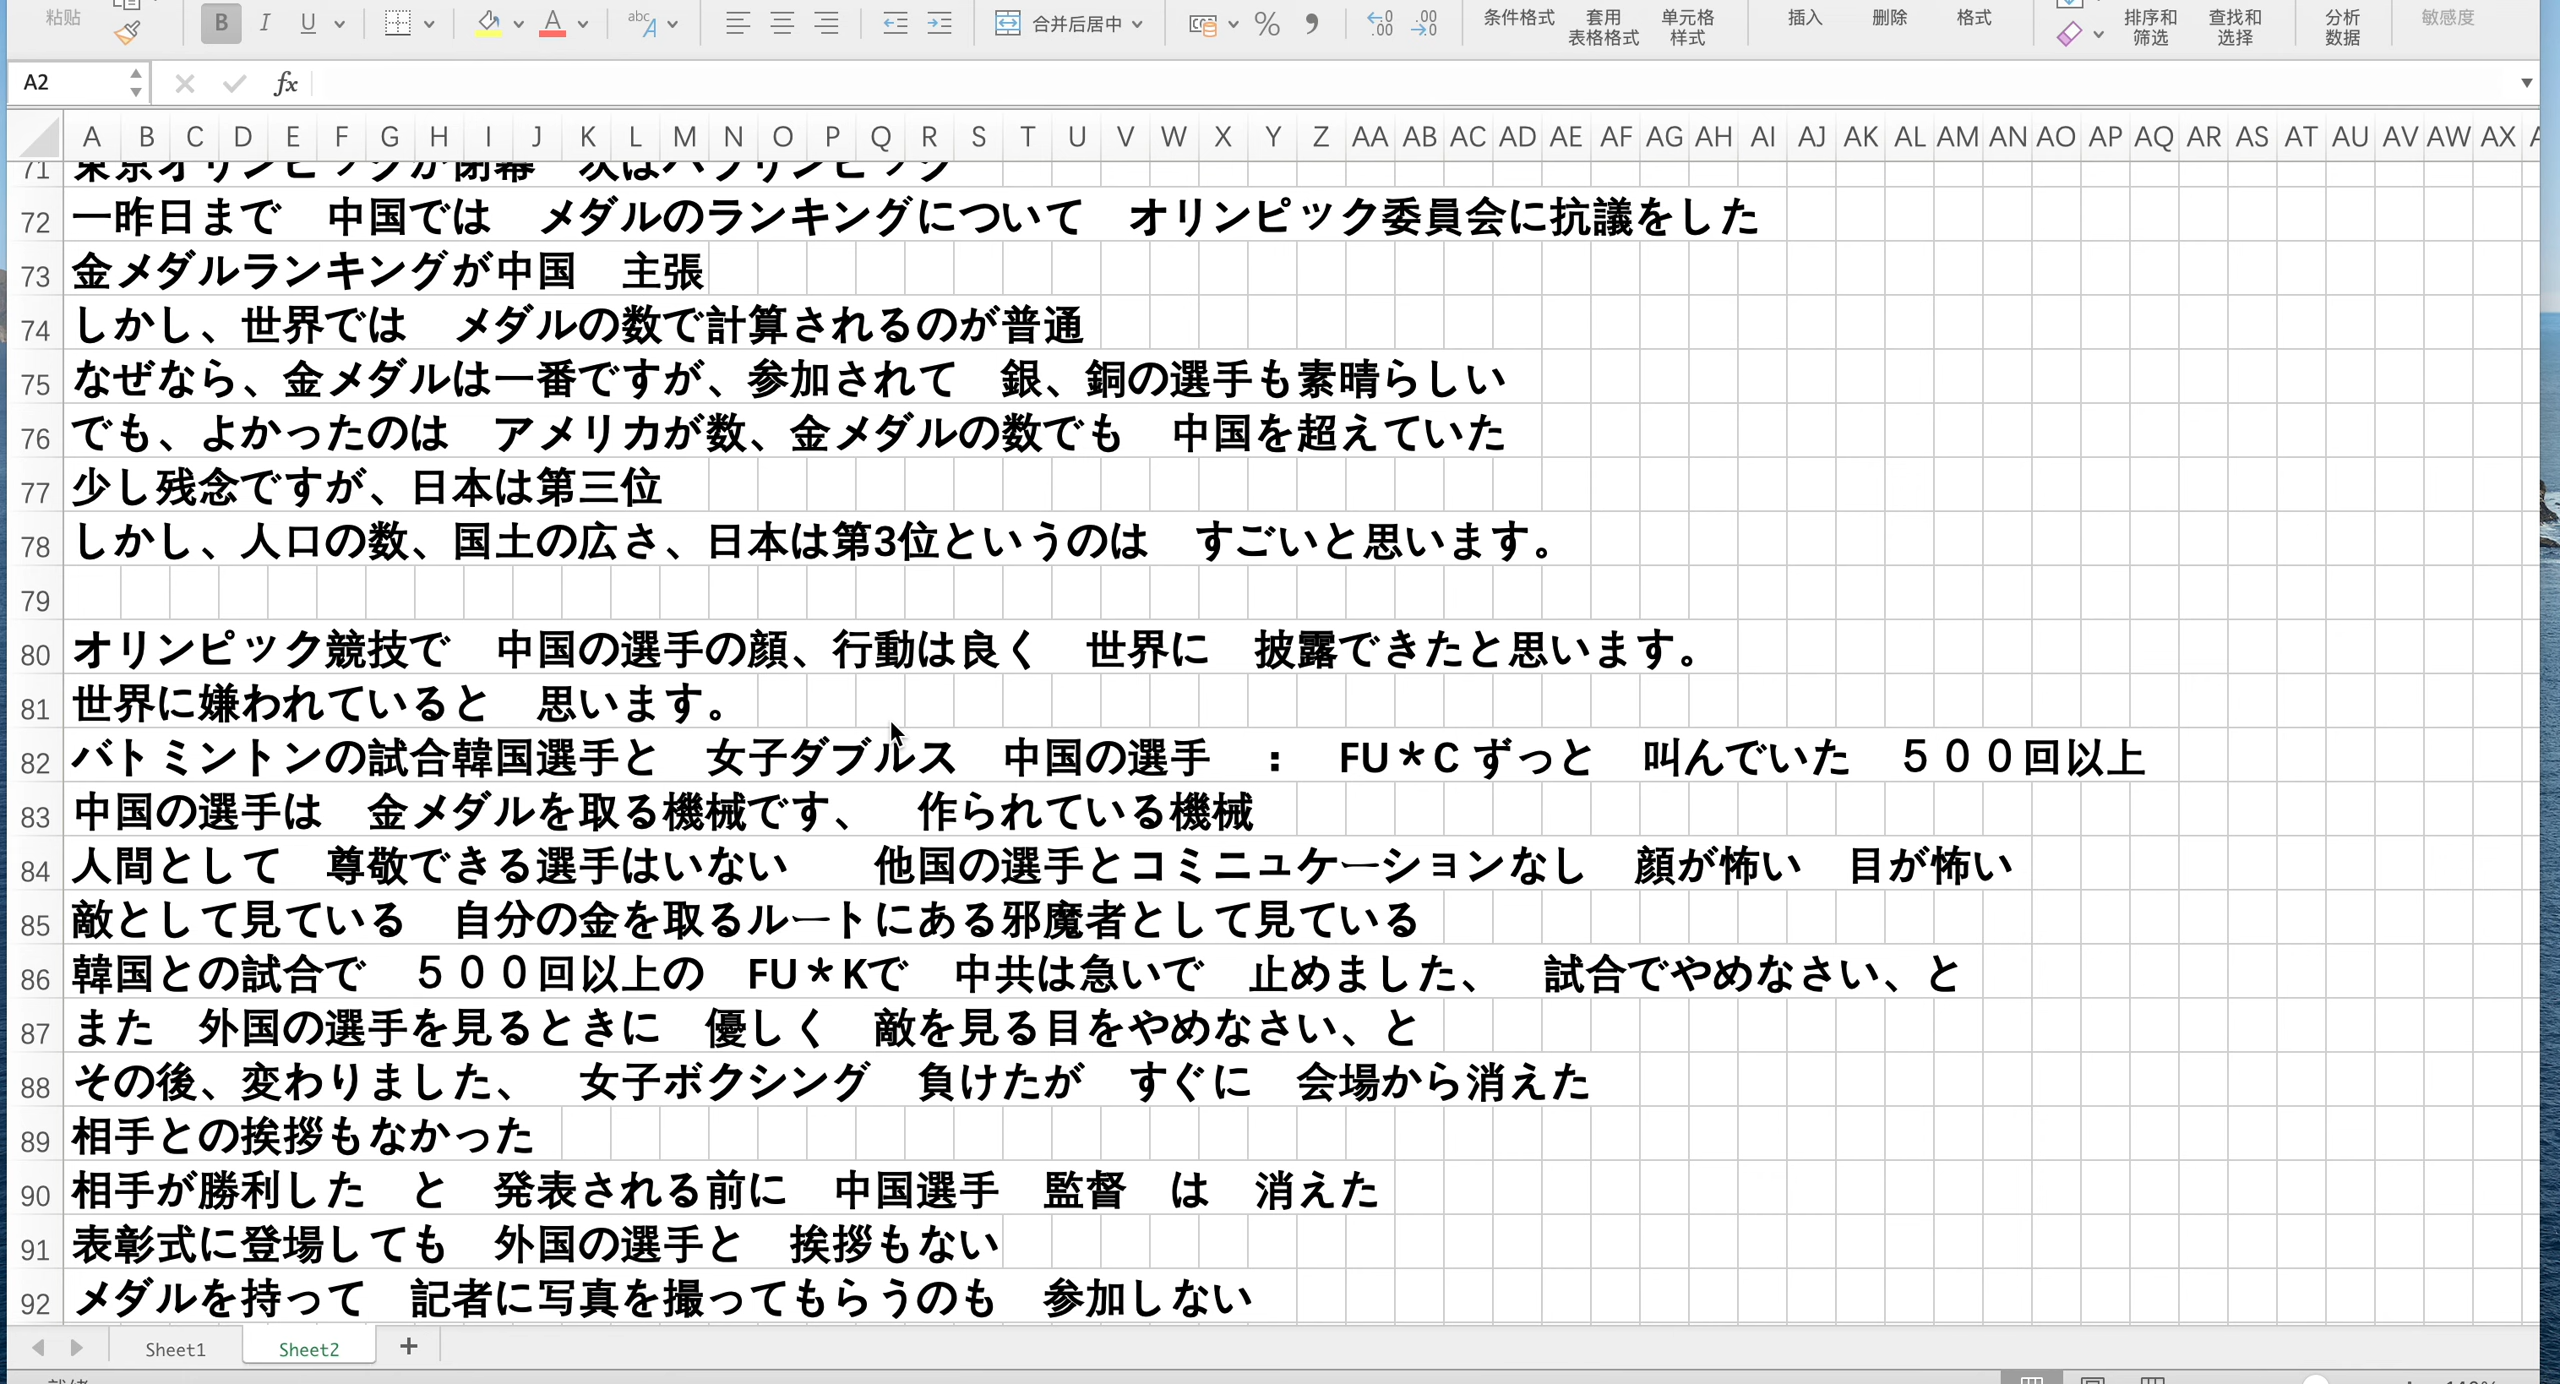 粘贴
B I U A abc A 合并后居中 % 条件格式 套用 表格格式 单元格 样式 插入 删除 格式 排序和 筛选 查找和 选择 分析 数据 敏感度
A2 fx
A B C D E F G H I J K L M N O P Q R S T U V W X Y Z AA AB AC AD AE AF AG AH AI AJ AK AL AM AN AO AP AQ AR AS AT AU AV AW AX
71 東京オリンピックが閉幕　次はパラリンピック
72 一昨日まで　中国では　メダルのランキングについて　オリンピック委員会に抗議をした
73 金メダルランキングが中国　主張
74 しかし、世界では　メダルの数で計算されるのが普通
75 なぜなら、金メダルは一番ですが、参加されて　銀、銅の選手も素晴らしい
76 でも、よかったのは　アメリカが数、金メダルの数でも　中国を超えていた
77 少し残念ですが、日本は第三位
78 しかし、人口の数、国土の広さ、日本は第3位というのは　すごいと思います。
79
80 オリンピック競技で　中国の選手の顔、行動は良く　世界に　披露できたと思います。
81 世界に嫌われていると　思います。
82 バトミントンの試合韓国選手と　女子ダブルス　中国の選手　：　FU＊C ずっと　叫んでいた　５００回以上
83 中国の選手は　金メダルを取る機械です、　作られている機械
84 人間として　尊敬できる選手はいない　　他国の選手とコミニュケーションなし　顔が怖い　目が怖い
85 敵として見ている　自分の金を取るルートにある邪魔者として見ている
86 韓国との試合で　５００回以上の　FU＊Kで　中共は急いで　止めました、　試合でやめなさい、と
87 また　外国の選手を見るときに　優しく　敵を見る目をやめなさい、と
88 その後、変わりました、　女子ボクシング　負けたが　すぐに　会場から消えた
89 相手との挨拶もなかった
90 相手が勝利した　と　発表される前に　中国選手　監督　は　消えた
91 表彰式に登場しても　外国の選手と　挨拶もない
92 メダルを持って　記者に写真を撮ってもらうのも　参加しない
Sheet1 Sheet2 +